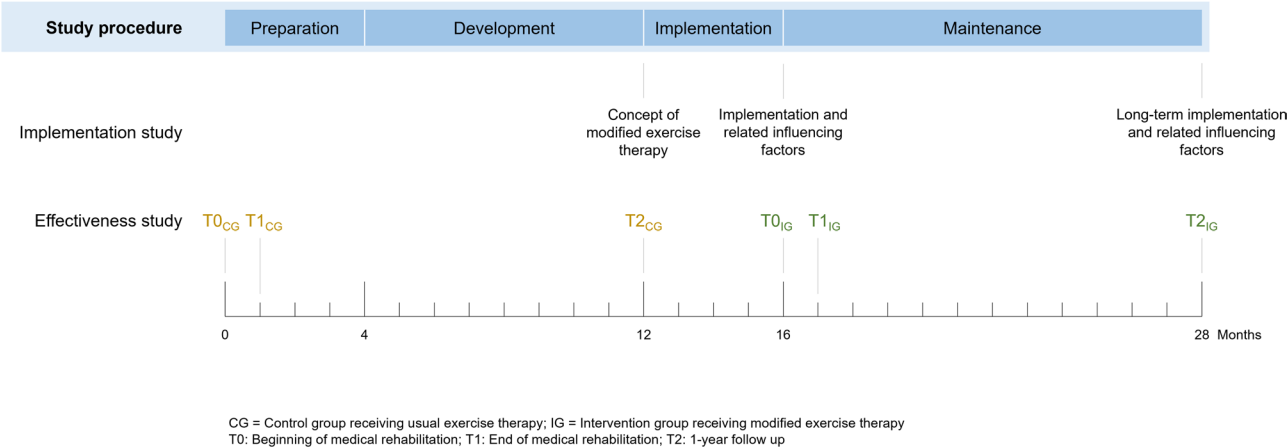 Study procedure Preparation Development Implementation Maintenance
Implementation study
Concept of
modified exercise
therapy
Implementation and
related influencing
factors
Long-term implementation
and related influencing
factors
Effectiveness study
T0CG T1CG T2CG T0IG T1IG T2IG
0 4 12 16 28 Months
CG = Control group receiving usual exercise therapy; IG = Intervention group receiving modified exercise therapy
T0: Beginning of medical rehabilitation; T1: End of medical rehabilitation; T2: 1-year follow up